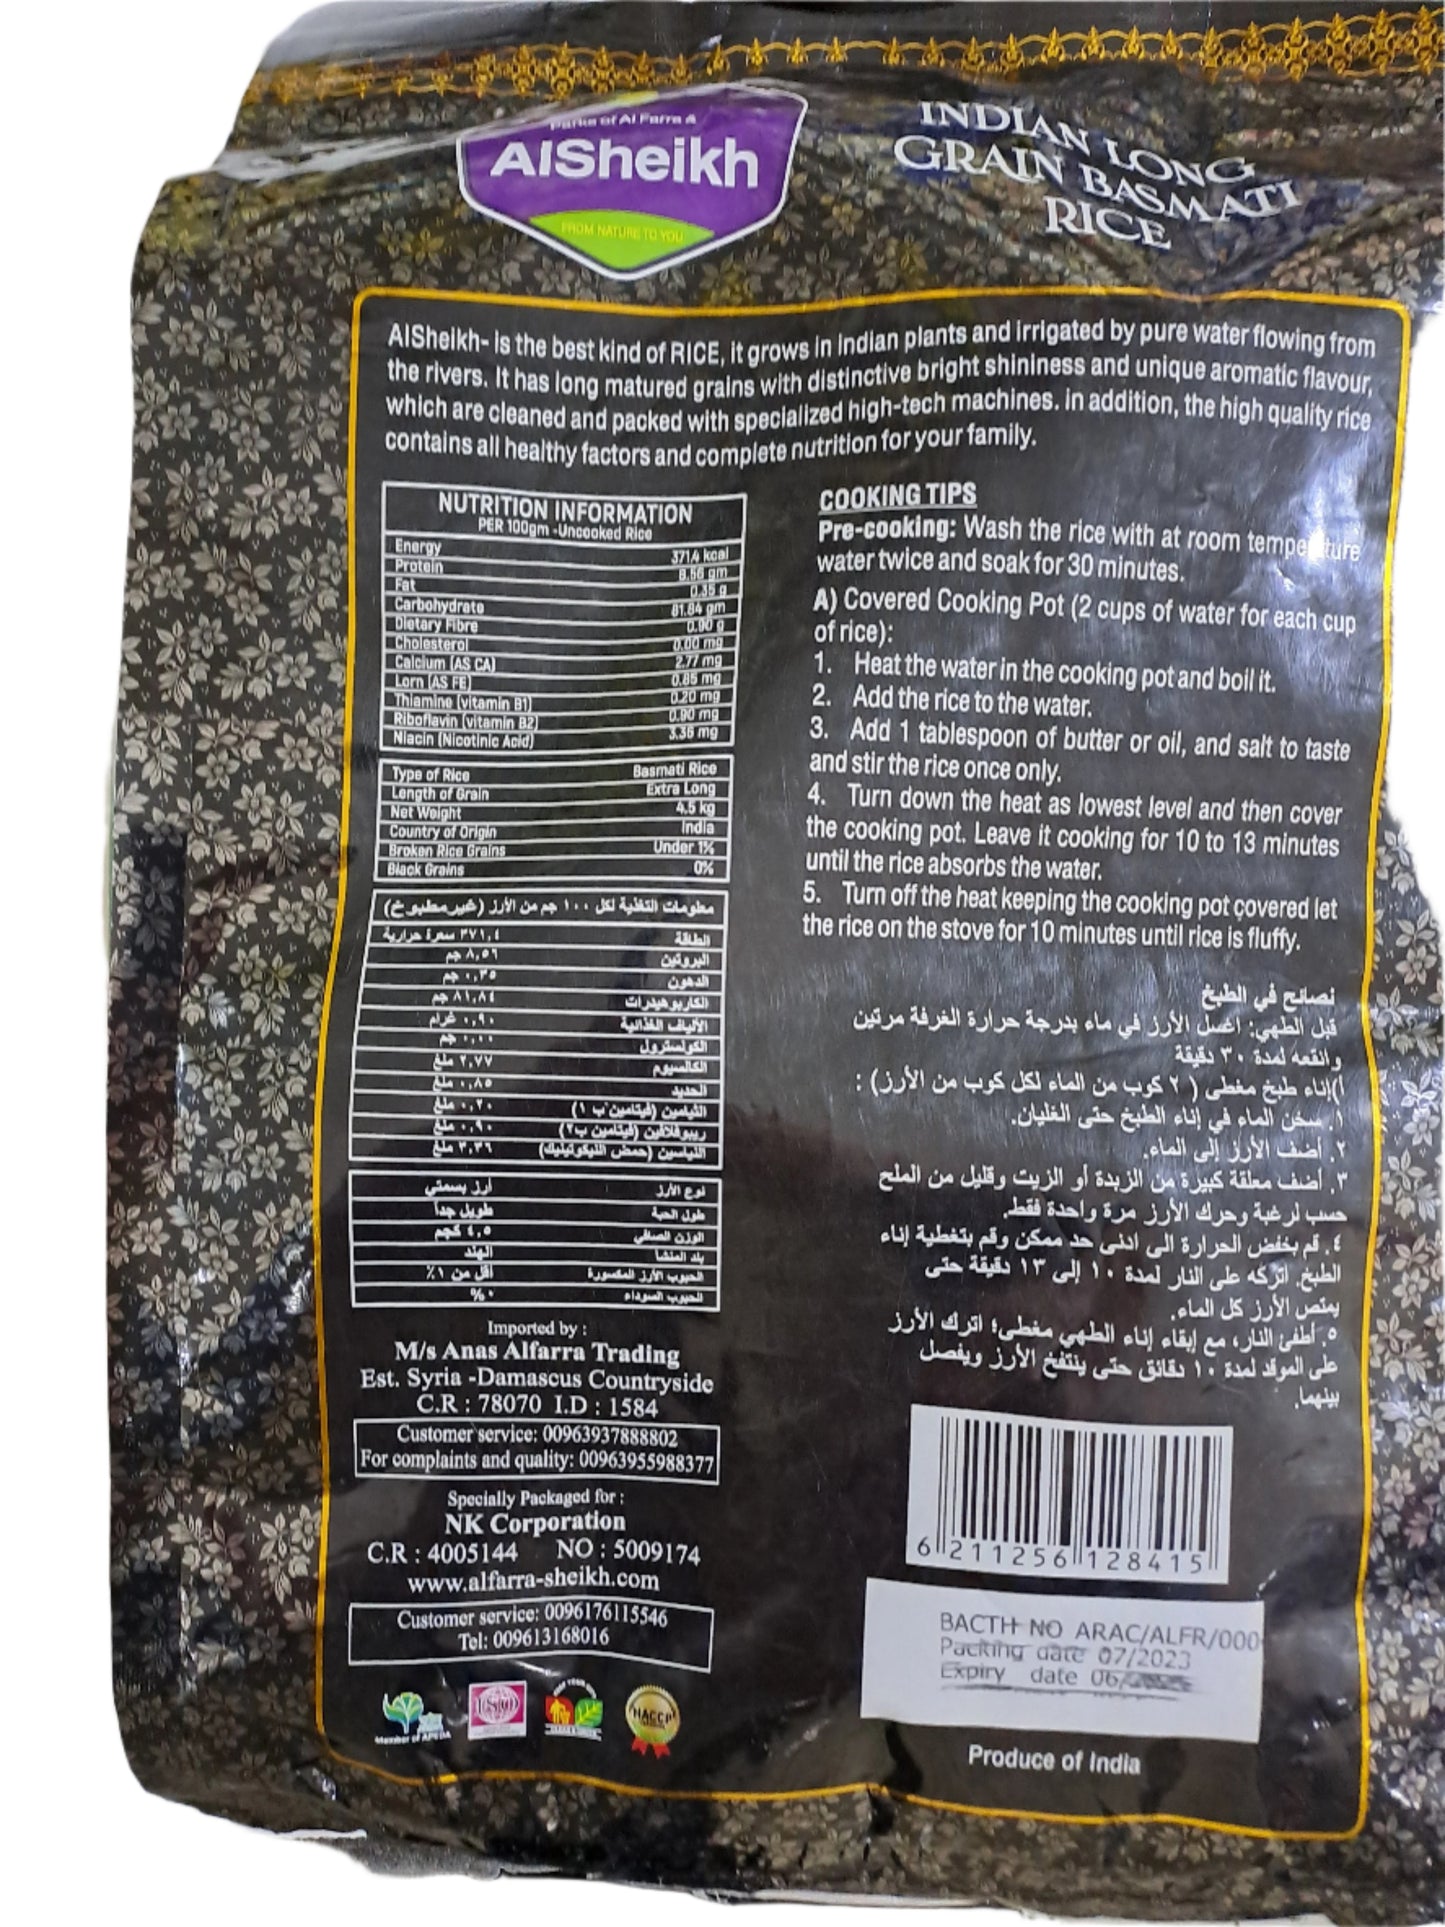 Parks of Al Farra &
AlSheikh
FROM NATURE TO YOU
INDIAN LONG
GRAIN BASMATI
RICE
AlSheikh- is the best kind of RICE, it grows in Indian plants and irrigated by pure water flowing from
the rivers. It has long matured grains with distinctive bright shininess and unique aromatic flavour,
which are cleaned and packed with specialized high-tech machines. in addition, the high quality rice
contains all healthy factors and complete nutrition for your family.
NUTRITION INFORMATION
PER 100gm -Uncooked Rice
Energy 371.4 kcal
Protein 8.56 gm
Fat 0.35 g
Carbohydrate 81.84 gm
Dietary Fibre 0.90 g
Cholesterol 0.00 mg
Calcium (AS CA) 2.77 mg
Lorn (AS FE) 0.85 mg
Thiamine (vitamin B1) 0.20 mg
Riboflavin (vitamin B2) 0.90 mg
Niacin (Nicotinic Acid) 3.36 mg
Type of Rice Basmati Rice
Length of Grain Extra Long
Net Weight 4.5 kg
Country of Origin India
Broken Rice Grains Under 1%
Black Grains 0%
معلومات التغذية لكل ١٠٠ جم من الأرز (غير مطبوخ)
الطاقة ٣٧١,٤ سعرة حرارية
البروتين ٨,٥٦ جم
الدهون ٠,٣٥ جم
الكاربوهيدرات ٨١,٨٤ جم
الألياف الغذائية ٠,٩٠ غرام
الكولسترول ٠,٠٠ جم
الكالسيوم ٢,٧٧ ملغ
الحديد ٠,٨٥ ملغ
الثيامين (فيتامين ب ١) ٠,٢٠ ملغ
ريبوفلافين (فيتامين ب٢) ٠,٩٠ ملغ
النياسين (حمض النيكوتينيك) ٣,٣٦ ملغ
نوع الأرز أرز بسمتي
طول الحبة طويل جداً
الوزن الصافي ٤,٥ كجم
بلد المنشأ الهند
الحبوب الأرز المكسورة أقل من ١٪
الحبوب السوداء ٠%
Imported by :
M/s Anas Alfarra Trading
Est. Syria -Damascus Countryside
C.R : 78070 I.D : 1584
Customer service: 00963937888802
For complaints and quality: 00963955988377
Specially Packaged for :
NK Corporation
C.R : 4005144 NO : 5009174
www.alfarra-sheikh.com
Customer service: 0096176115546
Tel: 009613168016
Member of APEDA
ISO
HACCP
COOKING TIPS
Pre-cooking: Wash the rice with at room
water twice and soak for 30 minutes.
A) Covered Cooking Pot (2 cups of water for each cup
of rice):
1. Heat the water in the cooking pot and boil it.
2. Add the rice to the water.
3. Add 1 tablespoon of butter or oil, and salt to taste
and stir the rice once only.
4. Turn down the heat as lowest level and then cover
the cooking pot. Leave it cooking for 10 to 13 minutes
until the rice absorbs the water.
5. Turn off the heat keeping the cooking pot covered let
the rice on the stove for 10 minutes until rice is fluffy.
نصائح في الطبخ
قبل الطهي: اغسل الأرز في ماء بدرجة حرارة الغرفة مرتين
وانقعه لمدة ٣٠ دقيقة
أ)إناء طبخ مغطى (٢ كوب من الماء لكل كوب من الأرز) :
١. سخن الماء في إناء الطبخ حتى الغليان.
٢. أضف الأرز إلى الماء.
٣. أضف معلقة كبيرة من الزبدة أو الزيت وقليل من الملح
حسب لرغبة وحرك الأرز مرة واحدة فقط.
٤. قم بخفض الحرارة الى ادنى حد ممكن وقم بتغطية إناء
الطبخ. اتركه على النار لمدة ١٠ إلى ١٣ دقيقة حتى
يمتص الأرز كل الماء.
٥. أطفئ النار، مع إبقاء إناء الطهي مغطى؛ اترك الأرز
على الموقد لمدة ١٠ دقائق حتى ينتفخ الأرز ويفصل
بينهما.
6 211256 128415
BACTH NO ARAC/ALFR/000
Packing date 07/2023
Expiry date 06/
Produce of India